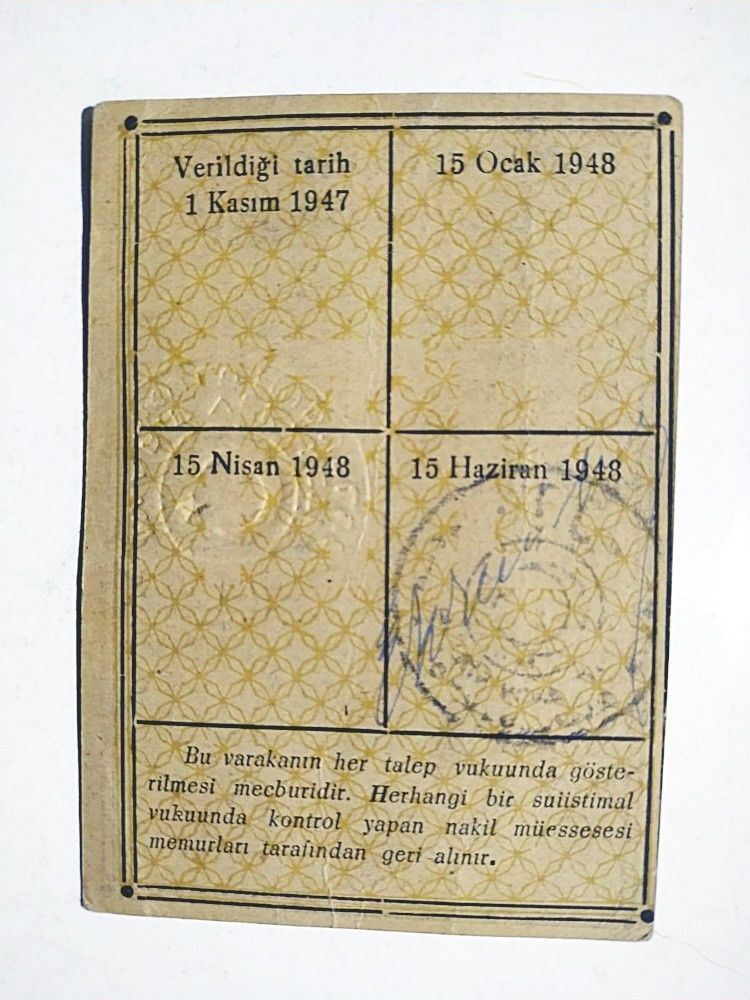 Verildiği tarih
1 Kasım 1947
15 Ocak 1948
15 Nisan 1948
15 Haziran 1948
Bu varakanın her talep vukuunda göste-
rilmesi mecburidir. Herhangi bir suiistimal
vukuunda kontrol yapan nakil müessesesi
memurları tarafından geri alınır.